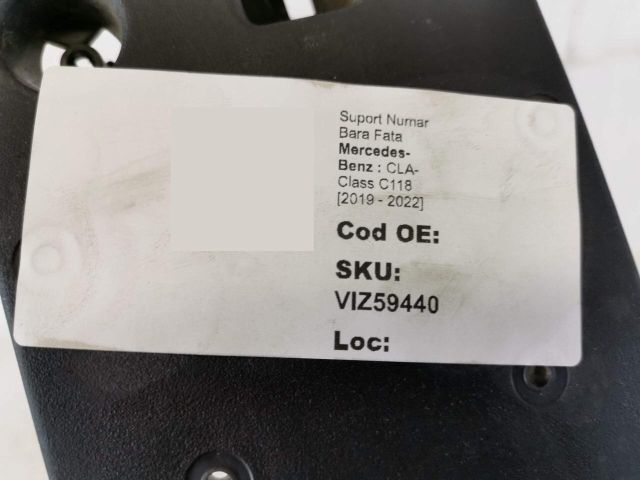 Suport Numar
Bara Fata
Mercedes-
Benz : CLA-
Class C118
[2019 - 2022]
Cod OE:
SKU:
VIZ59440
Loc: